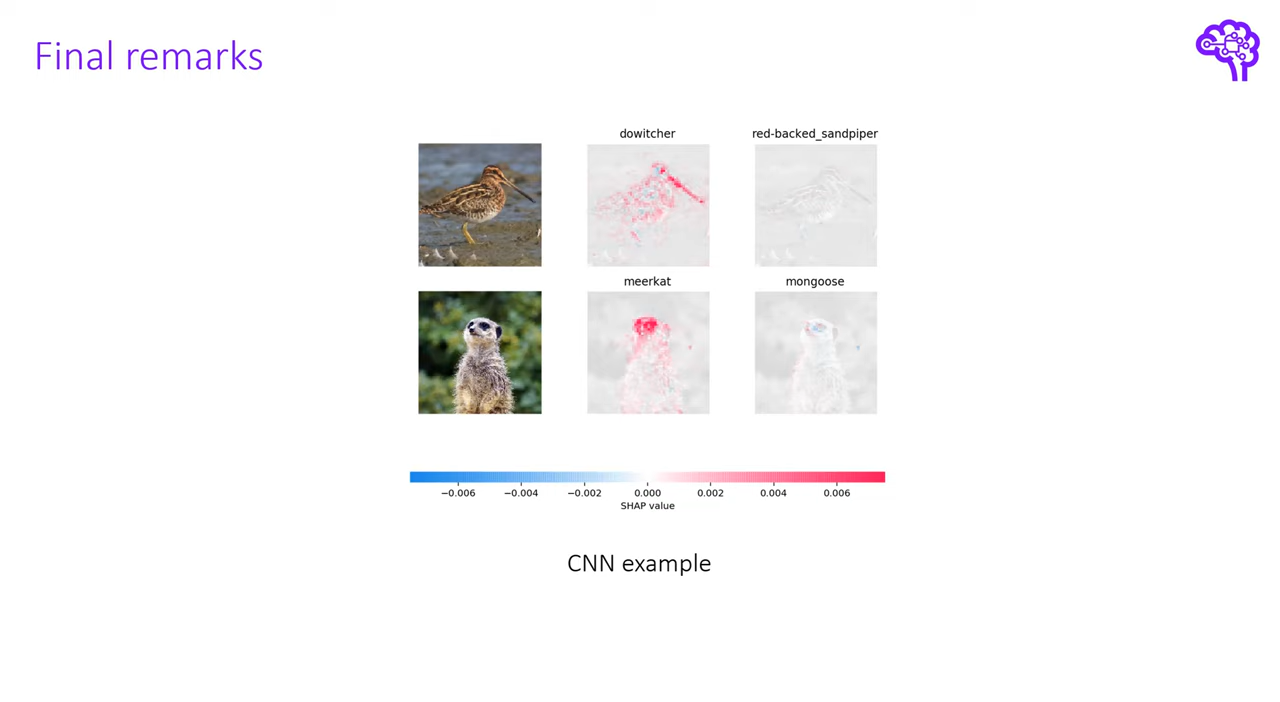 Final remarks
dowitcher
red-backed_sandpiper
meerkat
mongoose
−0.006 −0.004 −0.002 0.000 0.002 0.004 0.006
SHAP value
CNN example